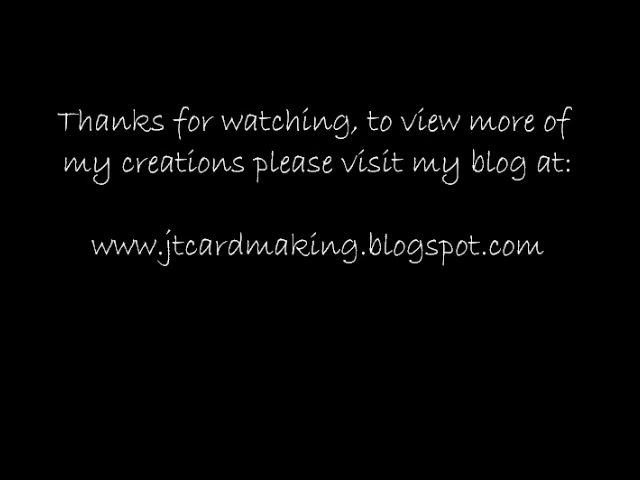 Thanks for watching, to view more of
my creations please visit my blog at:
www.jtcardmaking.blogspot.com